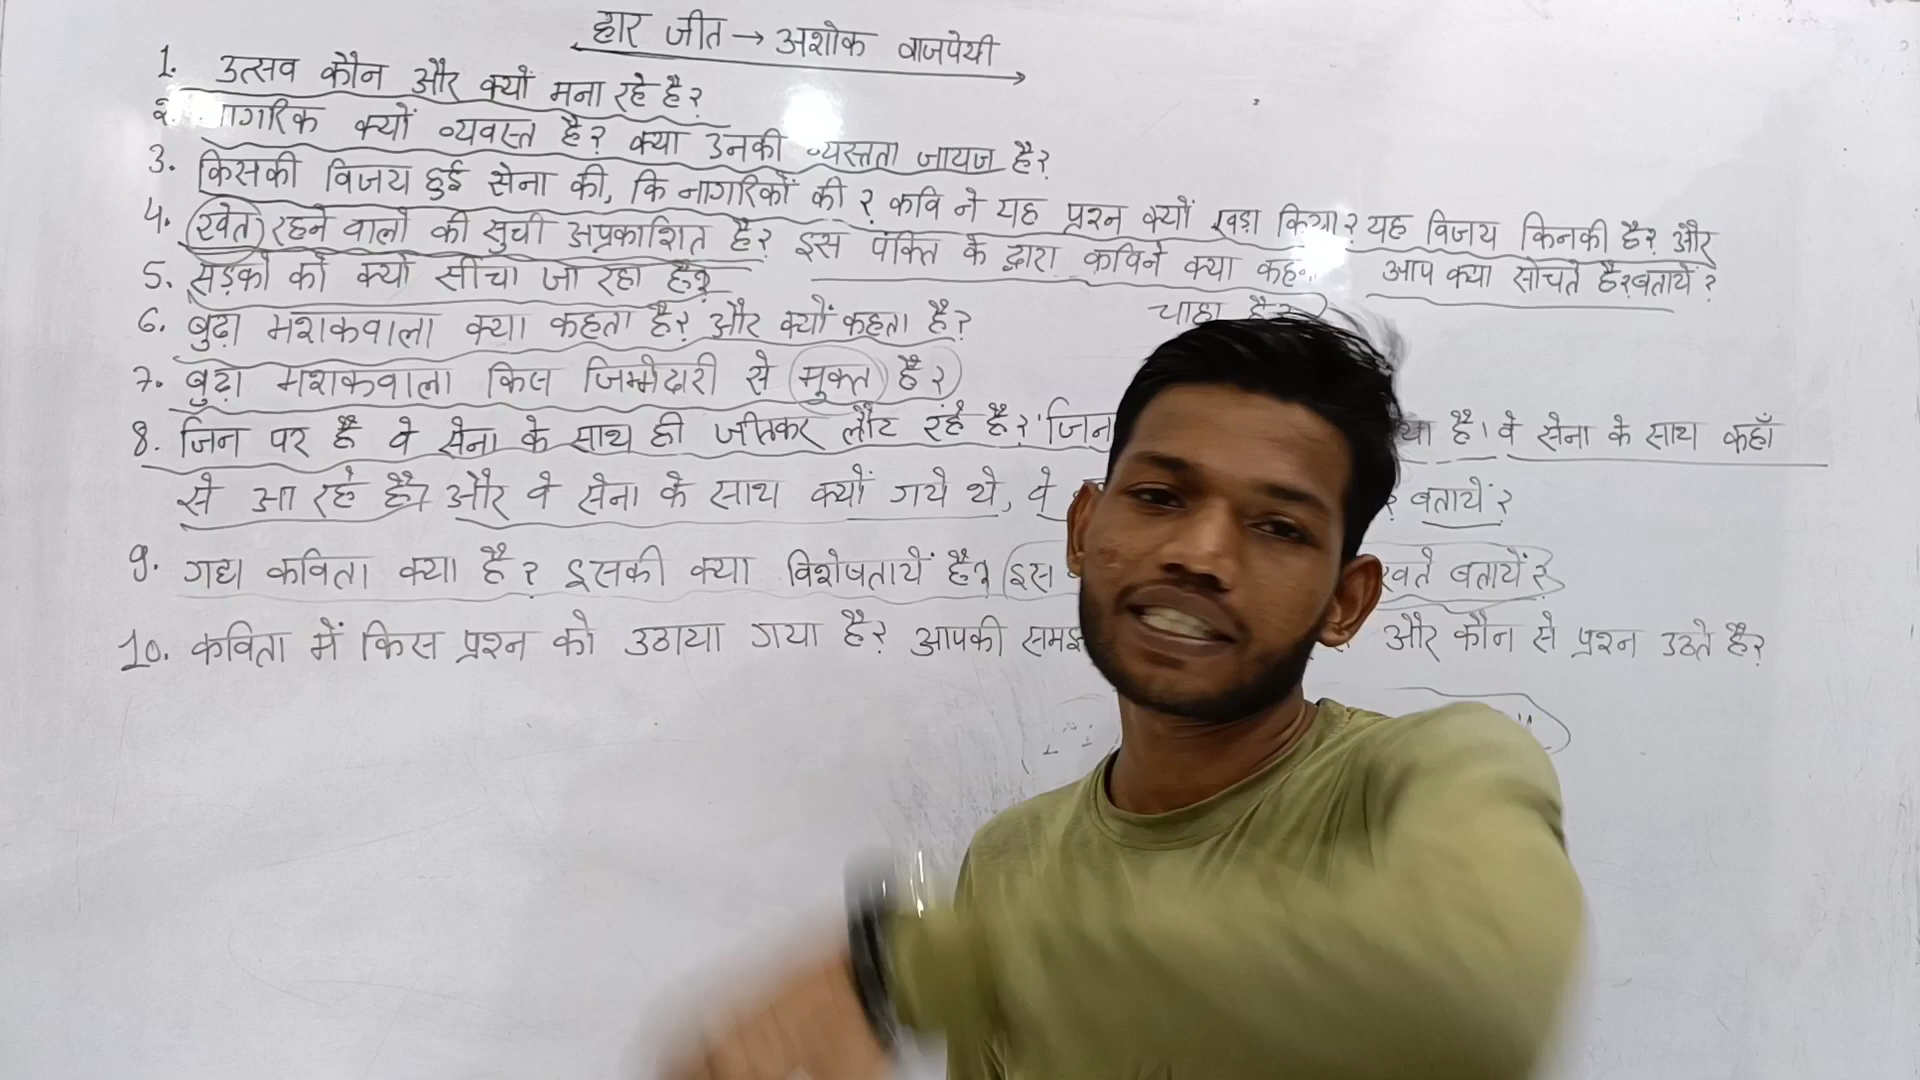 हार जीत → अशोक वाजपेयी
1. उत्सव कौन और क्यों मना रहे है?
2. नागरिक क्यों व्यवस्त है? क्या उनकी व्यस्तता जायज है?
3. किसकी विजय हुई सेना की, कि नागरिकों की? कवि ने यह प्रश्न क्यों खड़ा किया? यह विजय किनकी है? और
आप क्या सोचते है? बतायें?
4. खेत रहने वालों की सुची अप्रकाशित है? इस पंक्ति के द्वारा कविने क्या कहना
चाहा है?
5. सड़कों को क्यों सींचा जा रहा है?
6. बुढ़ा मशकवाला क्या कहता है? और क्यों कहता है?
7. बुढ़ा मशकवाला किस जिम्मेदारी से मुक्त है?
8. जिन पर है वे सेना के साथ ही जीतकर लौट रहे है? 'जिन है। वे सेना के साथ कहाँ
से आ रहे है? और वे सेना के साथ क्यों गये थे, वे बतायें?
9. गद्य कविता क्या है? इसकी क्या विशेषतायें है? इस बतायें?
10. कविता में किस प्रश्न को उठाया गया है? आपकी समझ और कौन से प्रश्न उठते है?